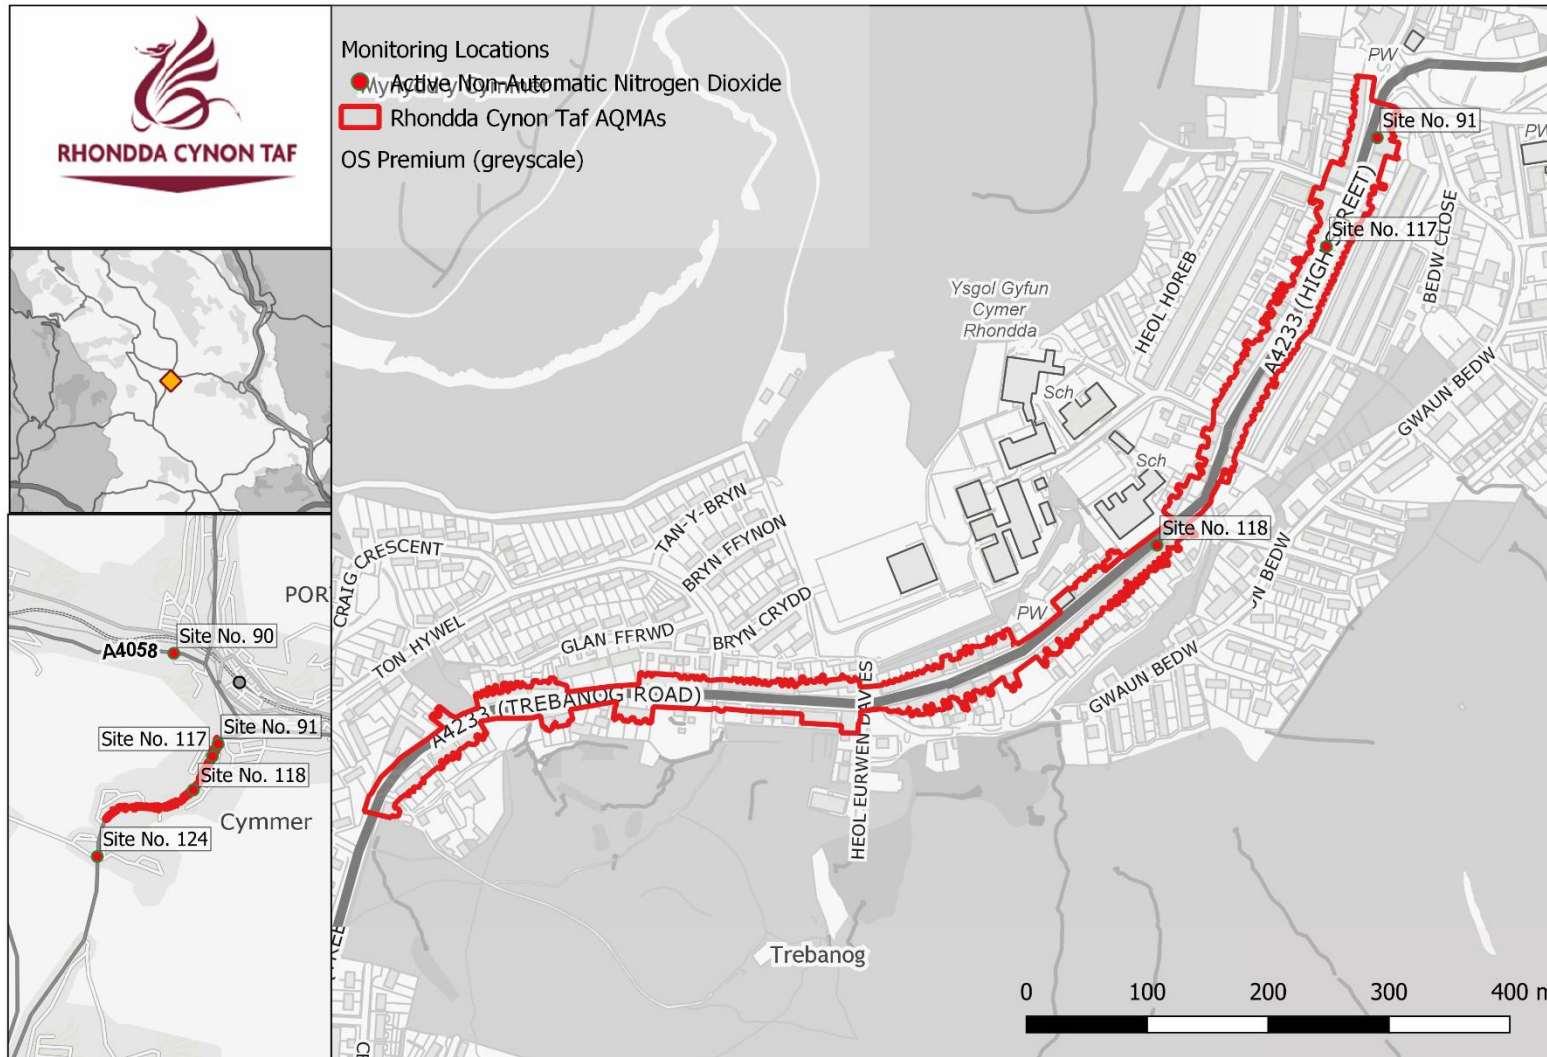 RHONDDA CYNON TAF
Monitoring Locations
Active Non-Automatic Nitrogen Dioxide
Mynydd y Cymmer
Rhondda Cynon Taf AQMAs
OS Premium (greyscale)
PW
Site No. 91
PW
Site No. 117
A4233 (HIGH STREET)
BEDW CLOSE
HEOL HOREB
Ysgol Gyfun
Cymer
Rhondda
Sch
GWAUN BEDW
Sch
Site No. 118
TAN-Y-BRYN
BRYN FFYNON
CRAIG CRESCENT
BRYN CRYDD
GLAN FFRWD
TON HYWEL
PW
GWAUN BEDW
A4233 (TREBANOG ROAD)
HEOL EURWEN DAVIES
Trebanog
0 100 200 300 400 m
POR
A4058
Site No. 90
Site No. 91
Site No. 117
Site No. 118
Cymmer
Site No. 124